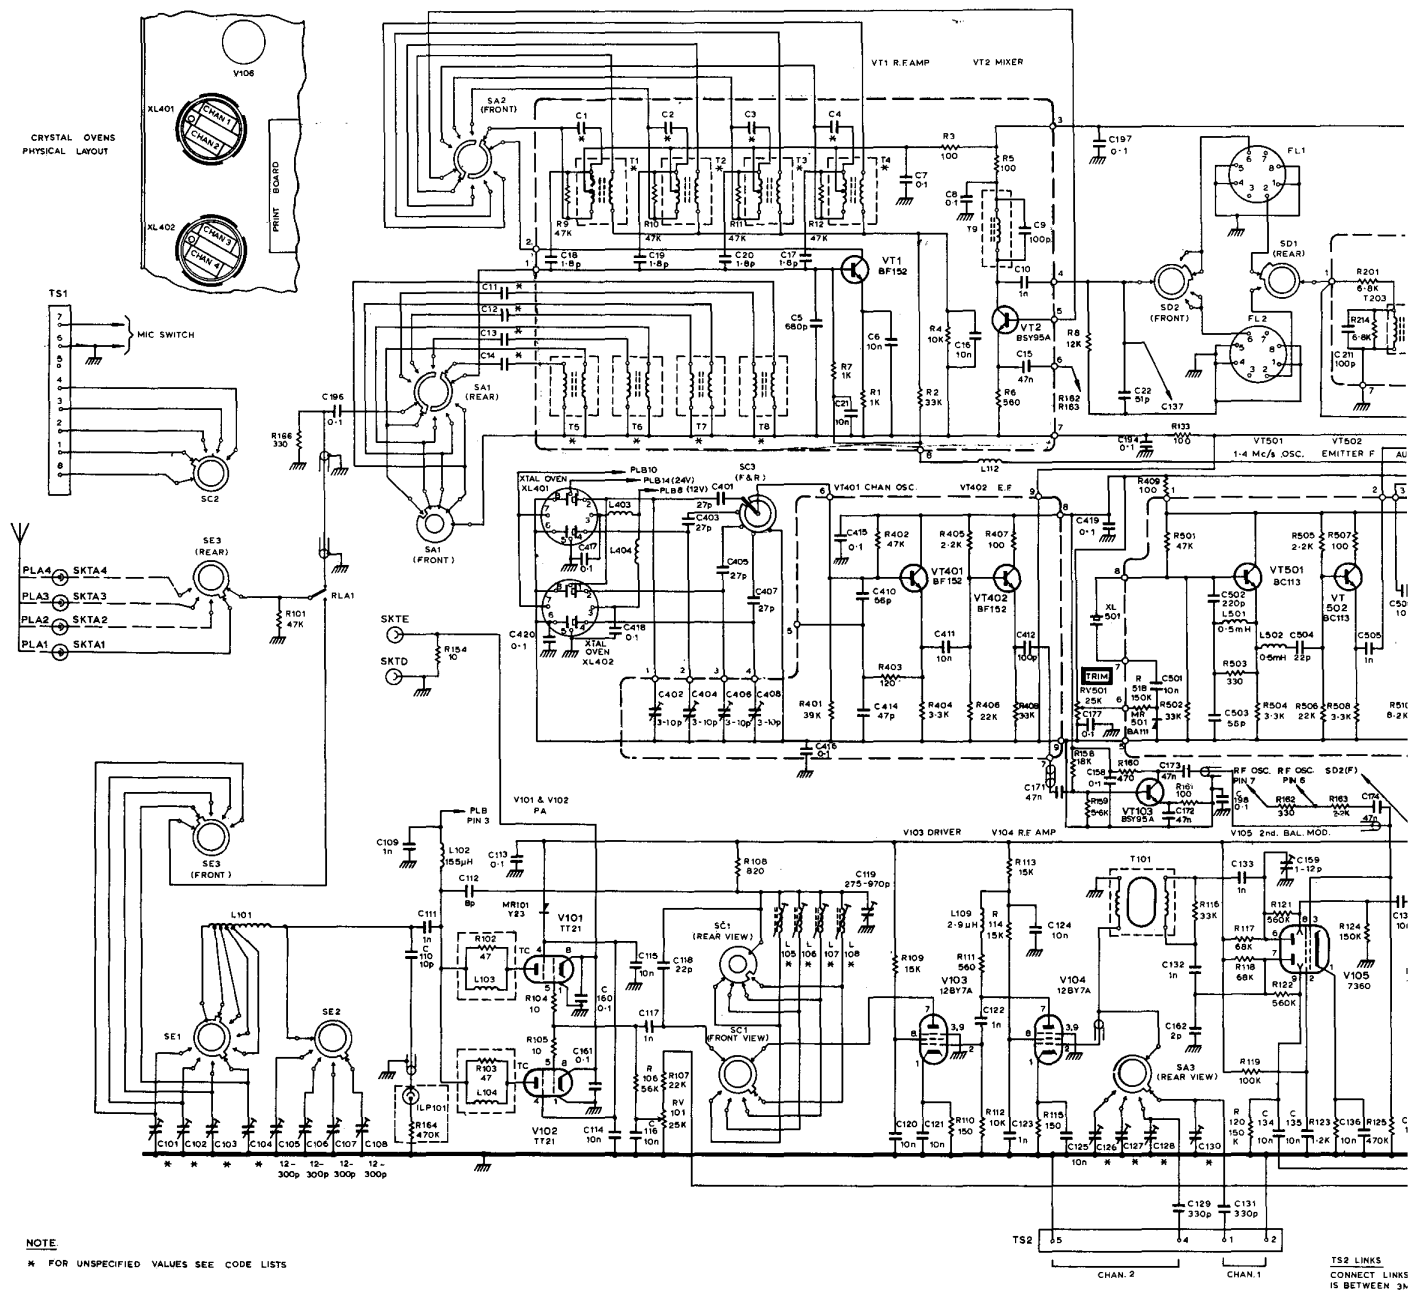 VT1 R.F.AMP
VT2 MIXER
V106
XL401
CHAN 1
CHAN 2
CRYSTAL OVENS
PHYSICAL LAYOUT
PRINT BOARD
XL402
CHAN 3
CHAN 4
SA2
(FRONT)
C1
*
C2
*
C3
*
C4
*
T1
*
T2
*
T3
*
T4
*
R3
100
R5
100
C7
0·1
C8
0·1
T9
C9
100p
C197
0·1
FL1
R9
47K
R10
47K
R11
47K
R12
47K
C18
1·8p
C19
1·8p
C20
1·8p
C17
1·8p
VT1
BF152
C10
1n
SD1
(REAR)
SD2
(FRONT)
FL2
R201
6·8K
T203
R214
6·8K
C211
100p
TS1
7
6
5
4
3
2
1
8
MIC SWITCH
SC2
C11
*
C12
*
C13
*
C14
*
SA1
(REAR)
C5
680p
C6
10n
R4
10K
C16
10n
VT2
BSY95A
R8
12K
C15
47n
R7
1K
R1
1K
C21
10n
R2
33K
R6
560
R162
R163
C22
51p
C137
T5
*
T6
*
T7
*
T8
*
C196
0·1
R166
330
SA1
(FRONT)
R133
100
C194
0·1
L112
VT501
1·4 Mc/s .OSC.
VT502
EMITTER F
AU
XTAL OVEN
XL401
PLB10
PLB14 (24V)
PLB8 (12V)
C401
27p
SC3
(F&R)
L403
C403
27p
L404
C417
0·1
C405
27p
C407
27p
C418
0·1
C420
0·1
XTAL
OVEN
XL402
VT401 CHAN OSC.
VT402 E.F
C415
0·1
R402
47K
R405
2·2K
R407
100
VT401
BF152
VT402
BF152
C410
56p
C411
10n
C412
100p
R403
120
C414
47p
R401
39K
R404
3·3K
R406
22K
R408
33K
C402
3-10p
C404
3-10p
C406
3-10p
C408
3-10p
C416
0·1
C419
0·1
R409
100
R501
47K
R505
2·2K
R507
100
VT501
BC113
VT
502
BC113
C502
220p
L501
0·5mH
L502
0·5mH
C504
22p
C505
1n
XL
501
TRIM
RV501
25K
C177
0·1
R
518
150K
C501
10n
MR
501
BA111
R502
33K
R503
330
C503
56p
R504
3·3K
R506
22K
R508
3·3K
R510
8·2K
SE3
(REAR)
PLA4
SKTA4
PLA3
SKTA3
PLA2
SKTA2
PLA1
SKTA1
R101
47K
RLA1
SKTE
SKTD
R154
10
R158
18K
C158
0·1
R160
470
C173
47n
C171
47n
R159
5·6K
VT103
BSY95A
R161
100
C172
47n
C
198
0·1
RF OSC.
PIN 7
RF OSC.
PIN 6
SD2(F)
R162
330
R163
2·2K
C174
47n
SE3
(FRONT)
PLB
PIN 3
V101 & V102
PA
C109
1n
L102
155μH
C113
0·1
C112
8p
MR101
Y23
R108
820
C119
275-970p
V103 DRIVER
V104 R.F AMP
V105 2nd. BAL. MOD.
R113
15K
T101
C133
1n
C159
1-12p
L101
C111
1n
C
110
10p
R102
47
L103
V101
TT21
TC
R104
10
C115
10n
C118
22p
C
160
0·1
SC1
(REAR VIEW)
L
105
*
L
106
*
L
107
*
L
108
*
R109
15K
L109
2·9μH
R
114
15K
C124
10n
R111
560
R116
33K
R117
68K
R118
68K
R121
560K
R122
560K
R124
150K
V105
7360
C132
1n
C162
2p
SE1
SE2
R105
10
C117
1n
SC1
(FRONT VIEW)
V103
12BY7A
C122
1n
V104
12BY7A
SA3
(REAR VIEW)
R119
100K
R103
47
L104
V102
TT21
TC
C161
0·1
C114
10n
R
106
56K
C
116
10n
R107
22K
RV
101
25K
ILP101
R164
470K
C101
*
C102
*
C103
*
C104
*
C105
12-
300p
C106
12-
300p
C107
12-
300p
C108
12-
300p
C120
10n
C121
10n
R110
150
R112
10K
C123
1n
R115
150
C125
10n
C126
*
C127
*
C128
*
C130
*
R
120
150
K
C
134
10n
C
135
10n
R123
1·2K
C136
10n
R125
470K
C129
330p
C131
330p
TS2
5
4
1
2
CHAN. 2
CHAN. 1
NOTE.
* FOR UNSPECIFIED VALUES SEE CODE LISTS
TS2 LINKS
CONNECT LINKS
IS BETWEEN 3M